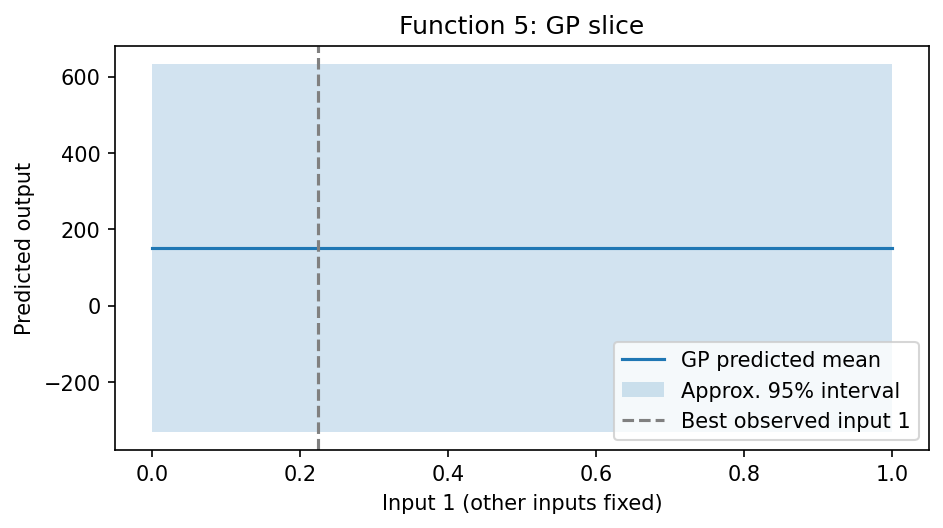 Function 5: GP slice
Predicted output
600
400
200
0
−200
GP predicted mean
Approx. 95% interval
Best observed input 1
0.0 0.2 0.4 0.6 0.8 1.0
Input 1 (other inputs fixed)